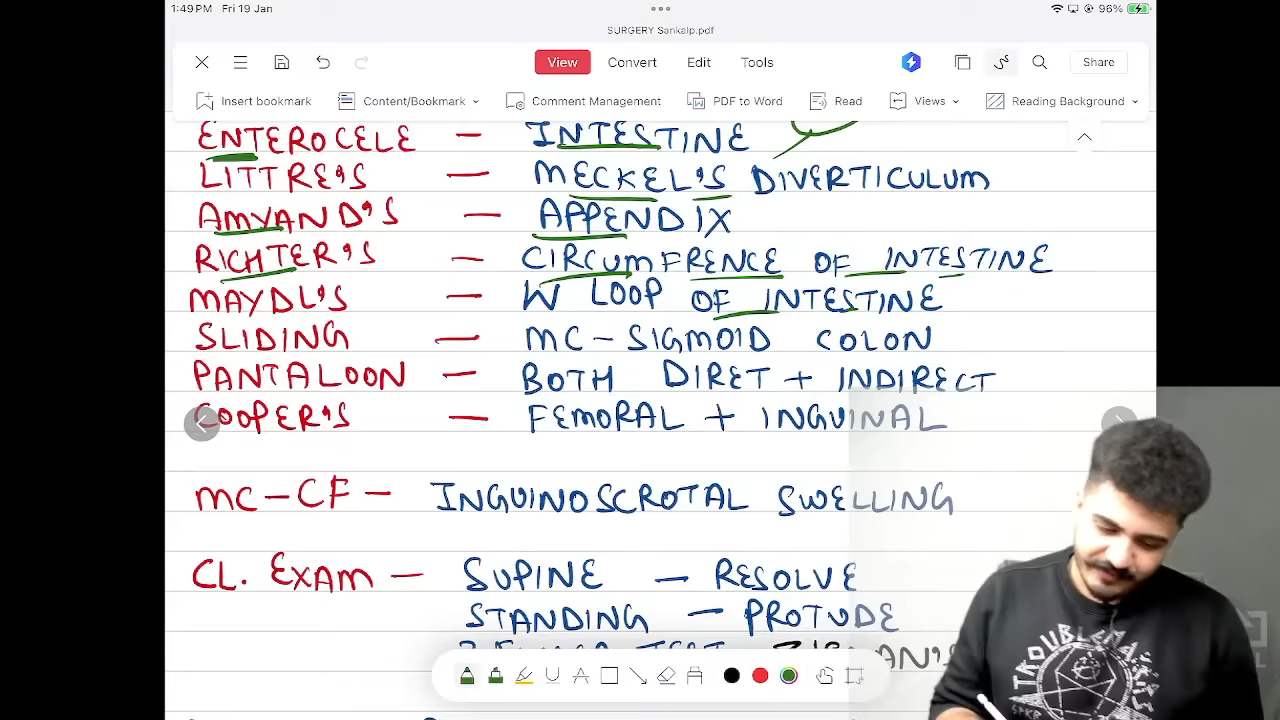 1:49 PM Fri 19 Jan
96%
SURGERY Sankalp.pdf
View Convert Edit Tools Share
Insert bookmark Content/Bookmark Comment Management PDF to Word Read Views Reading Background
ENTEROCELE — INTESTINE
LITTRE'S — MECKEL'S DIVERTICULUM
AMYAND'S — APPENDIX
RICHTER'S — CIRCUMFRENCE OF INTESTINE
MAYDL'S — W LOOP OF INTESTINE
SLIDING — MC - SIGMOID COLON
PANTALOON — BOTH DIRET + INDIRECT
COOPER'S — FEMORAL + INGUINAL
MC - CF - INGUINOSCROTAL SWELLING
CL. EXAM — SUPINE — RESOLVE
STANDING — PROTUDE
TROUBLEMAKERS